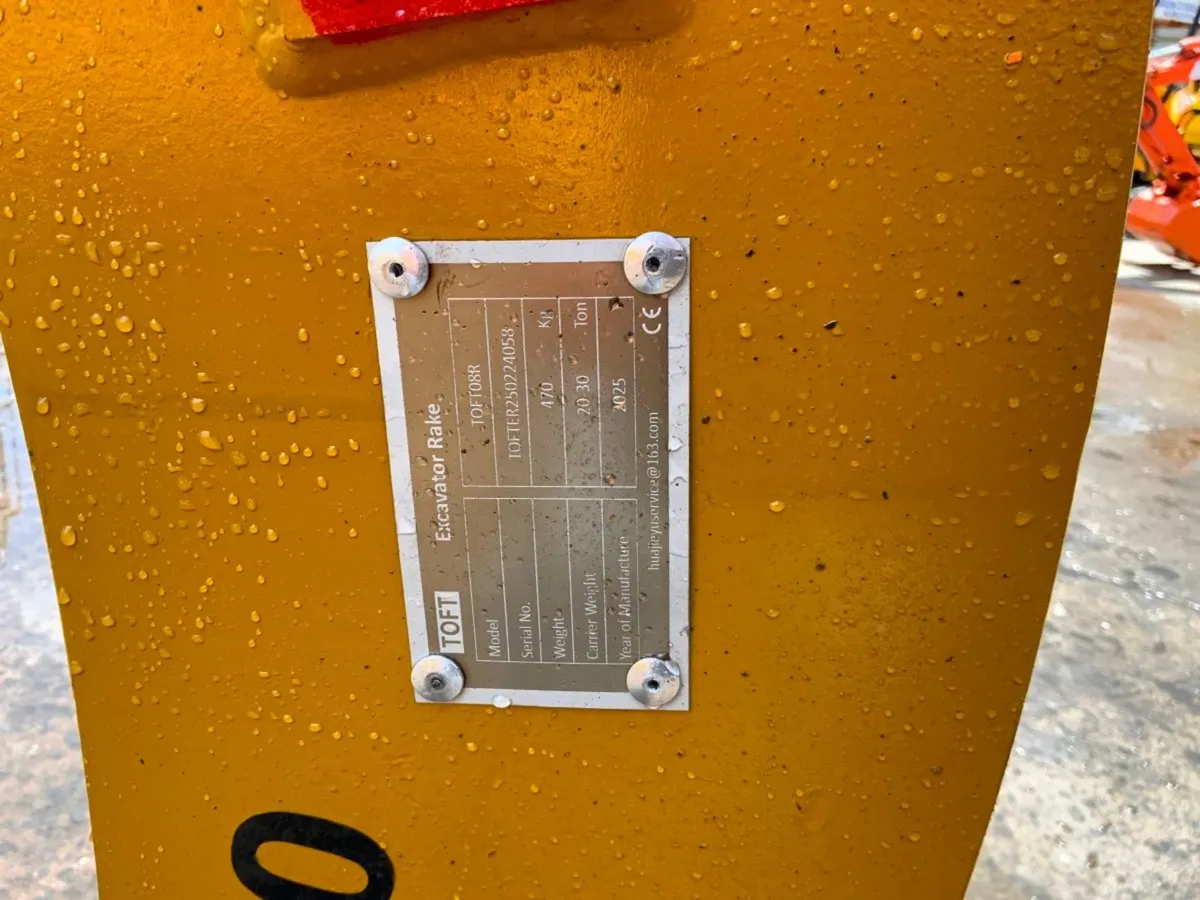 TOFT Excavator Rake
Model TOFT08R
Serial No. TOFTER250224058
Weight 470 Kg
Carrier Weight 20-30 Ton
Year of Manufacture 2025
huajieyuservice@163.com CE
0